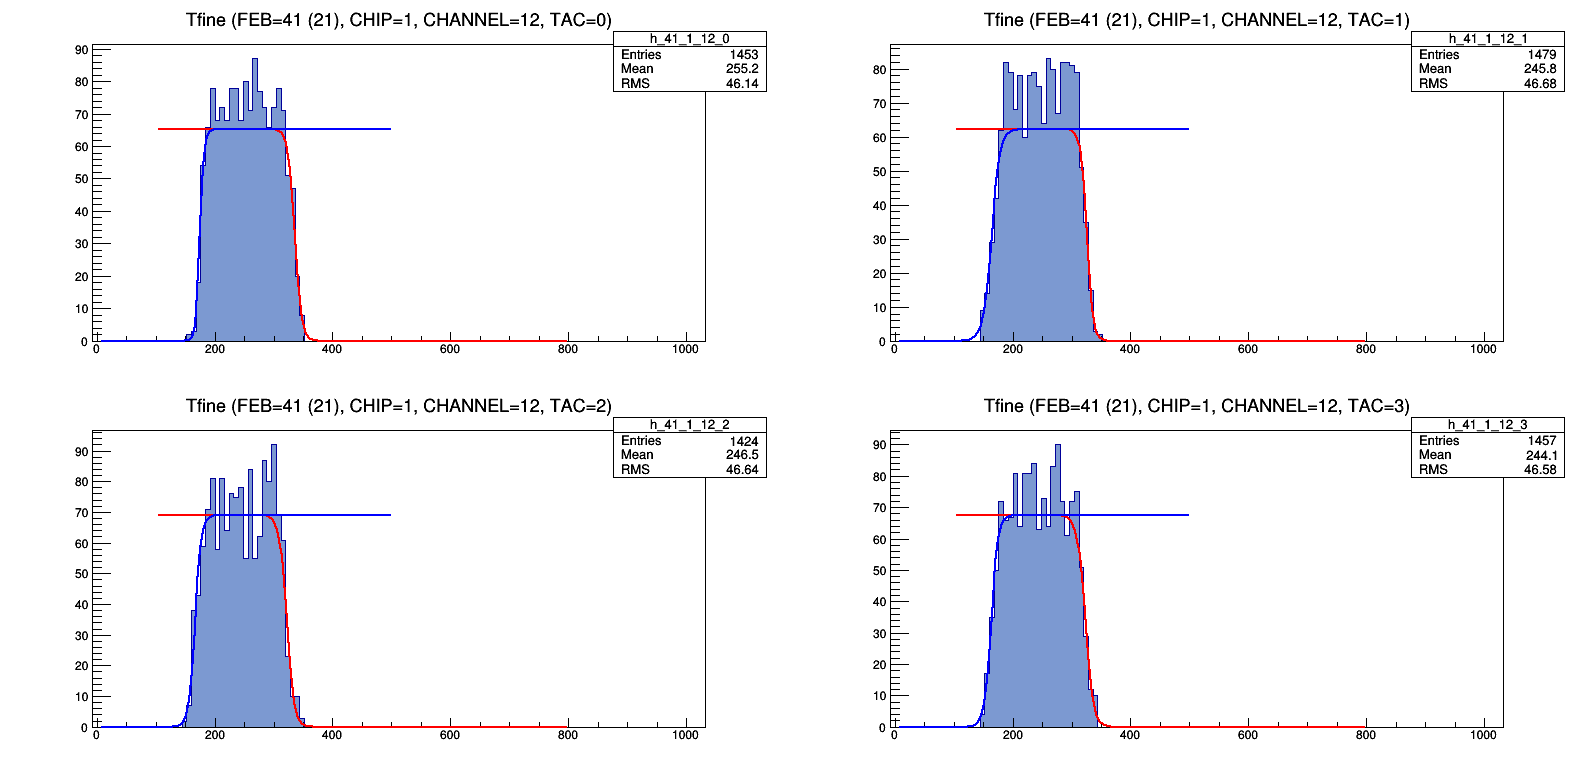 Tfine (FEB=41 (21), CHIP=1, CHANNEL=12, TAC=0)
h_41_1_12_0
Entries 1453
Mean 255.2
RMS 46.14
90
80
70
60
50
40
30
20
10
0
0 200 400 600 800 1000
Tfine (FEB=41 (21), CHIP=1, CHANNEL=12, TAC=1)
h_41_1_12_1
Entries 1479
Mean 245.8
RMS 46.68
80
70
60
50
40
30
20
10
0
0 200 400 600 800 1000
Tfine (FEB=41 (21), CHIP=1, CHANNEL=12, TAC=2)
h_41_1_12_2
Entries 1424
Mean 246.5
RMS 46.64
90
80
70
60
50
40
30
20
10
0
0 200 400 600 800 1000
Tfine (FEB=41 (21), CHIP=1, CHANNEL=12, TAC=3)
h_41_1_12_3
Entries 1457
Mean 244.1
RMS 46.58
90
80
70
60
50
40
30
20
10
0
0 200 400 600 800 1000